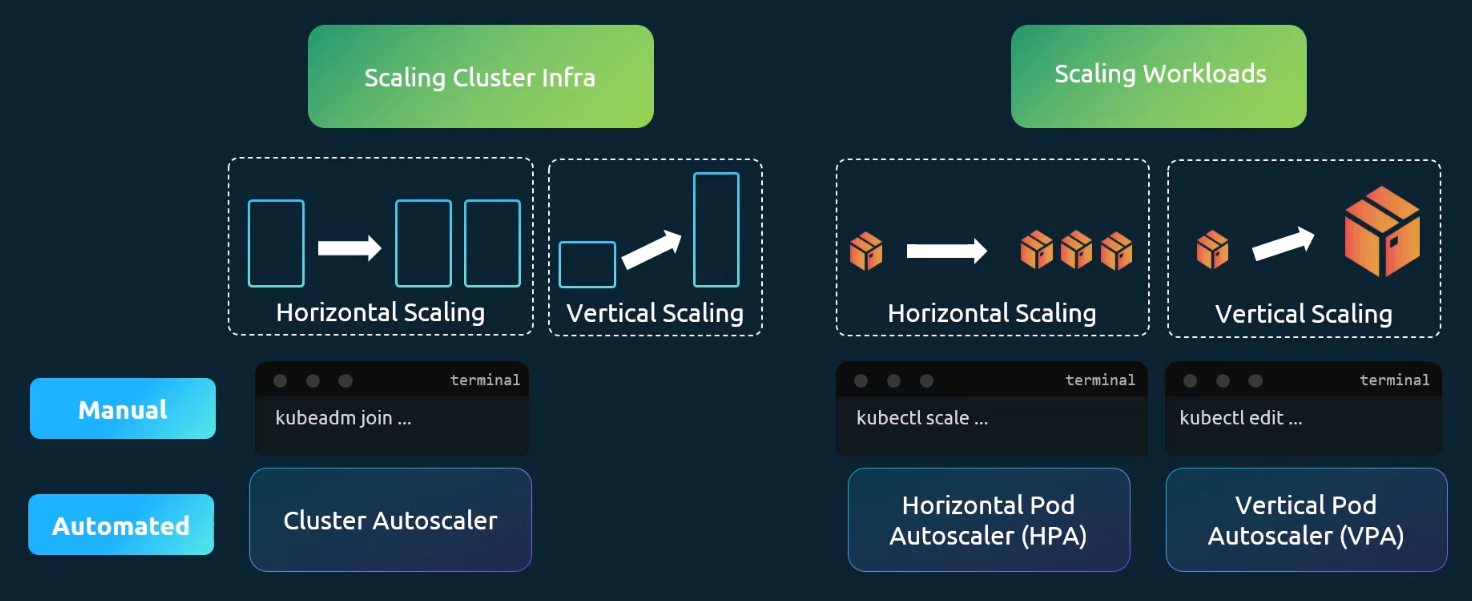 Scaling Cluster Infra
Scaling Workloads
Horizontal Scaling
Vertical Scaling
Horizontal Scaling
Vertical Scaling
Manual
terminal
kubeadm join ...
terminal
kubectl scale ...
terminal
kubectl edit ...
Automated
Cluster Autoscaler
Horizontal Pod
Autoscaler (HPA)
Vertical Pod
Autoscaler (VPA)